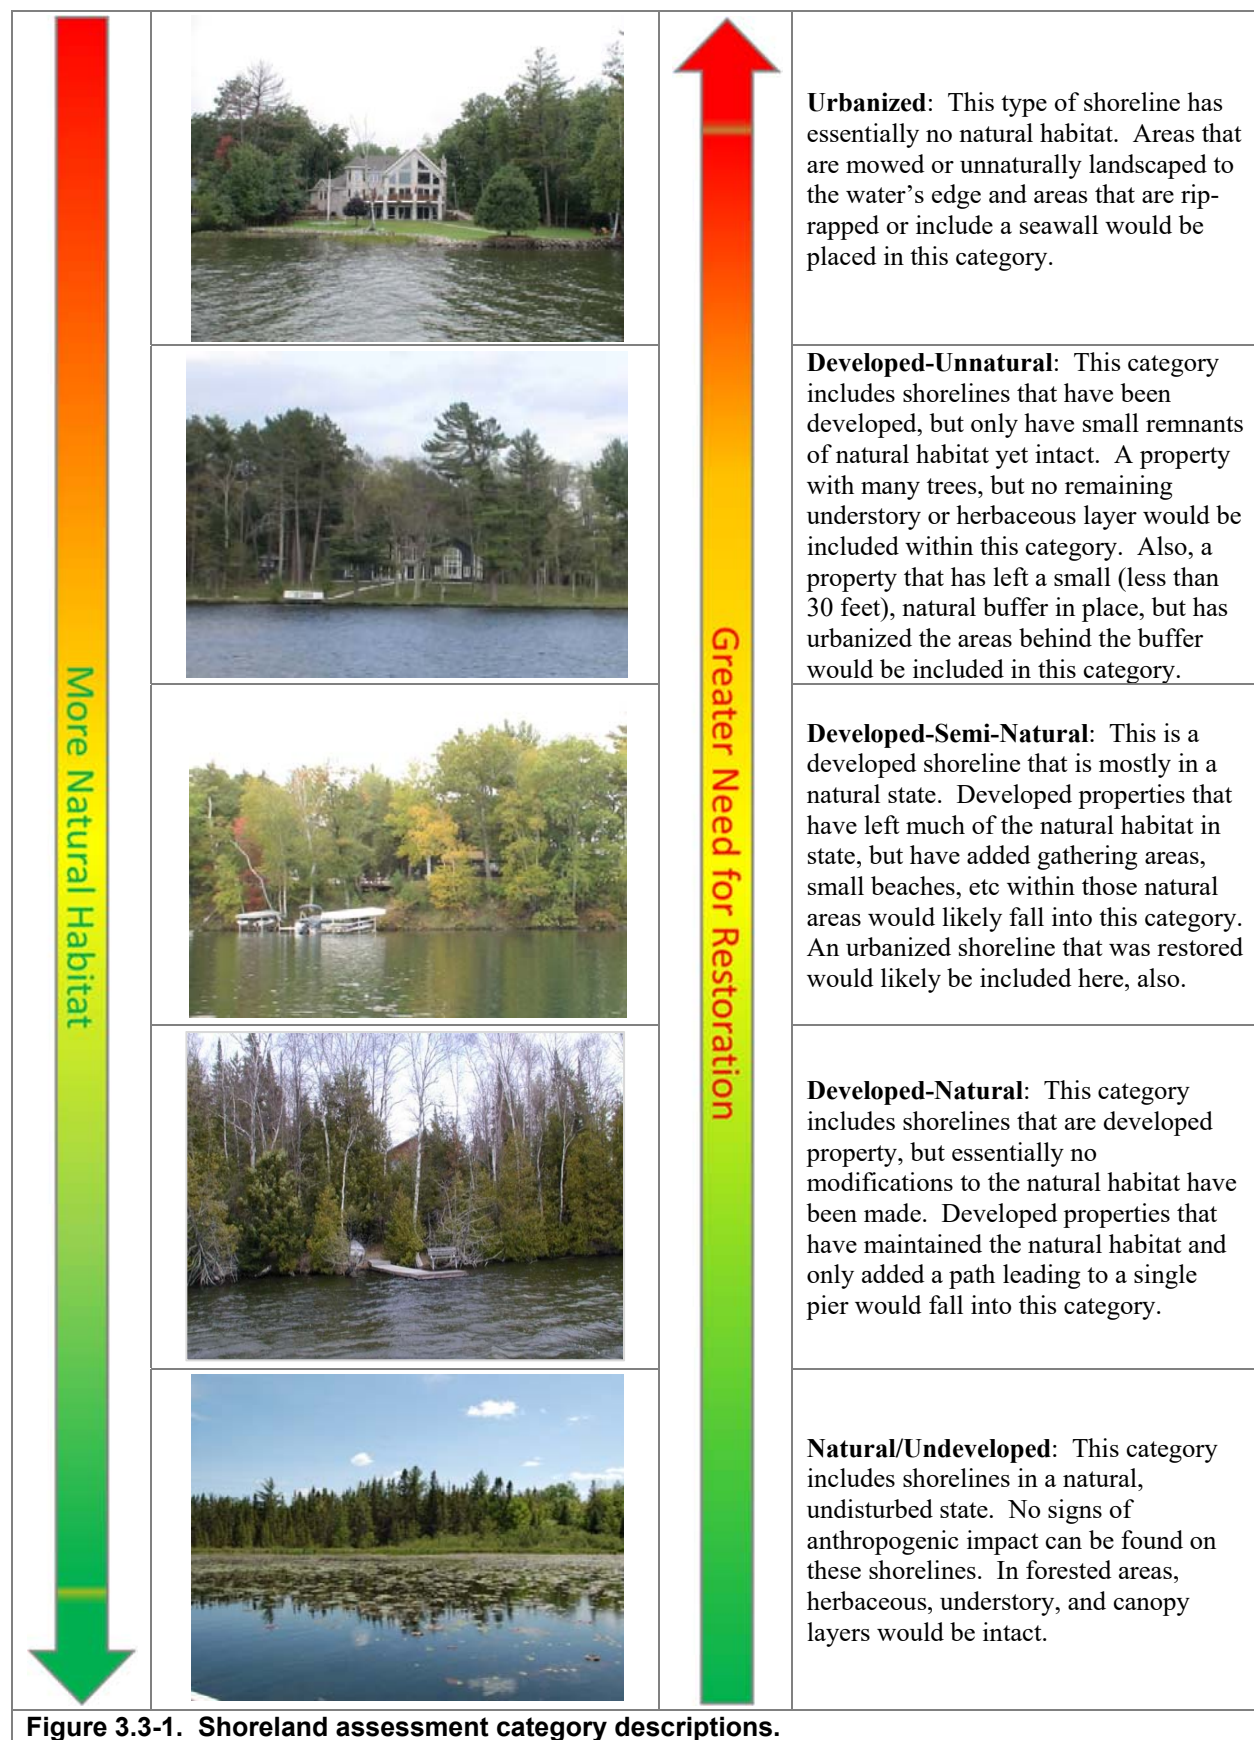 Urbanized: This type of shoreline has
essentially no natural habitat. Areas that
are mowed or unnaturally landscaped to
the water’s edge and areas that are rip-
rapped or include a seawall would be
placed in this category.
Developed-Unnatural: This category
includes shorelines that have been
developed, but only have small remnants
of natural habitat yet intact. A property
with many trees, but no remaining
understory or herbaceous layer would be
included within this category. Also, a
property that has left a small (less than
30 feet), natural buffer in place, but has
urbanized the areas behind the buffer
would be included in this category.
More Natural Habitat
Greater Need for Restoration
Developed-Semi-Natural: This is a
developed shoreline that is mostly in a
natural state. Developed properties that
have left much of the natural habitat in
state, but have added gathering areas,
small beaches, etc within those natural
areas would likely fall into this category.
An urbanized shoreline that was restored
would likely be included here, also.
Developed-Natural: This category
includes shorelines that are developed
property, but essentially no
modifications to the natural habitat have
been made. Developed properties that
have maintained the natural habitat and
only added a path leading to a single
pier would fall into this category.
Natural/Undeveloped: This category
includes shorelines in a natural,
undisturbed state. No signs of
anthropogenic impact can be found on
these shorelines. In forested areas,
herbaceous, understory, and canopy
layers would be intact.
Figure 3.3-1. Shoreland assessment category descriptions.